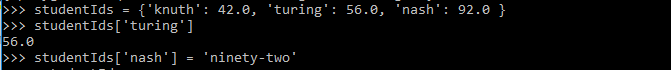 >>> studentIds = {'knuth': 42.0, 'turing': 56.0, 'nash': 92.0 }
>>> studentIds['turing']
56.0
>>> studentIds['nash'] = 'ninety-two'